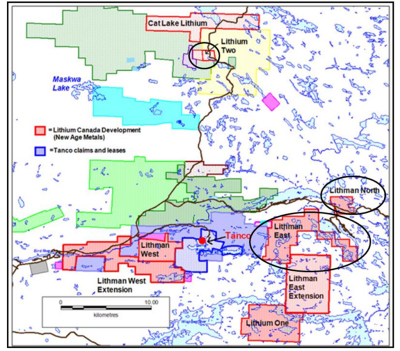 Cat Lake Lithium
Lithium
Two
Maskwa
Lake
= Lithium Canada Development
(New Age Metals)
=Tanco claims and leases
Lithman North
Tanco
Lithman
East
Lithman
West
Lithman West
Extension
Lithman
East
Extension
0.00
10.00
kilometres
Lithium One